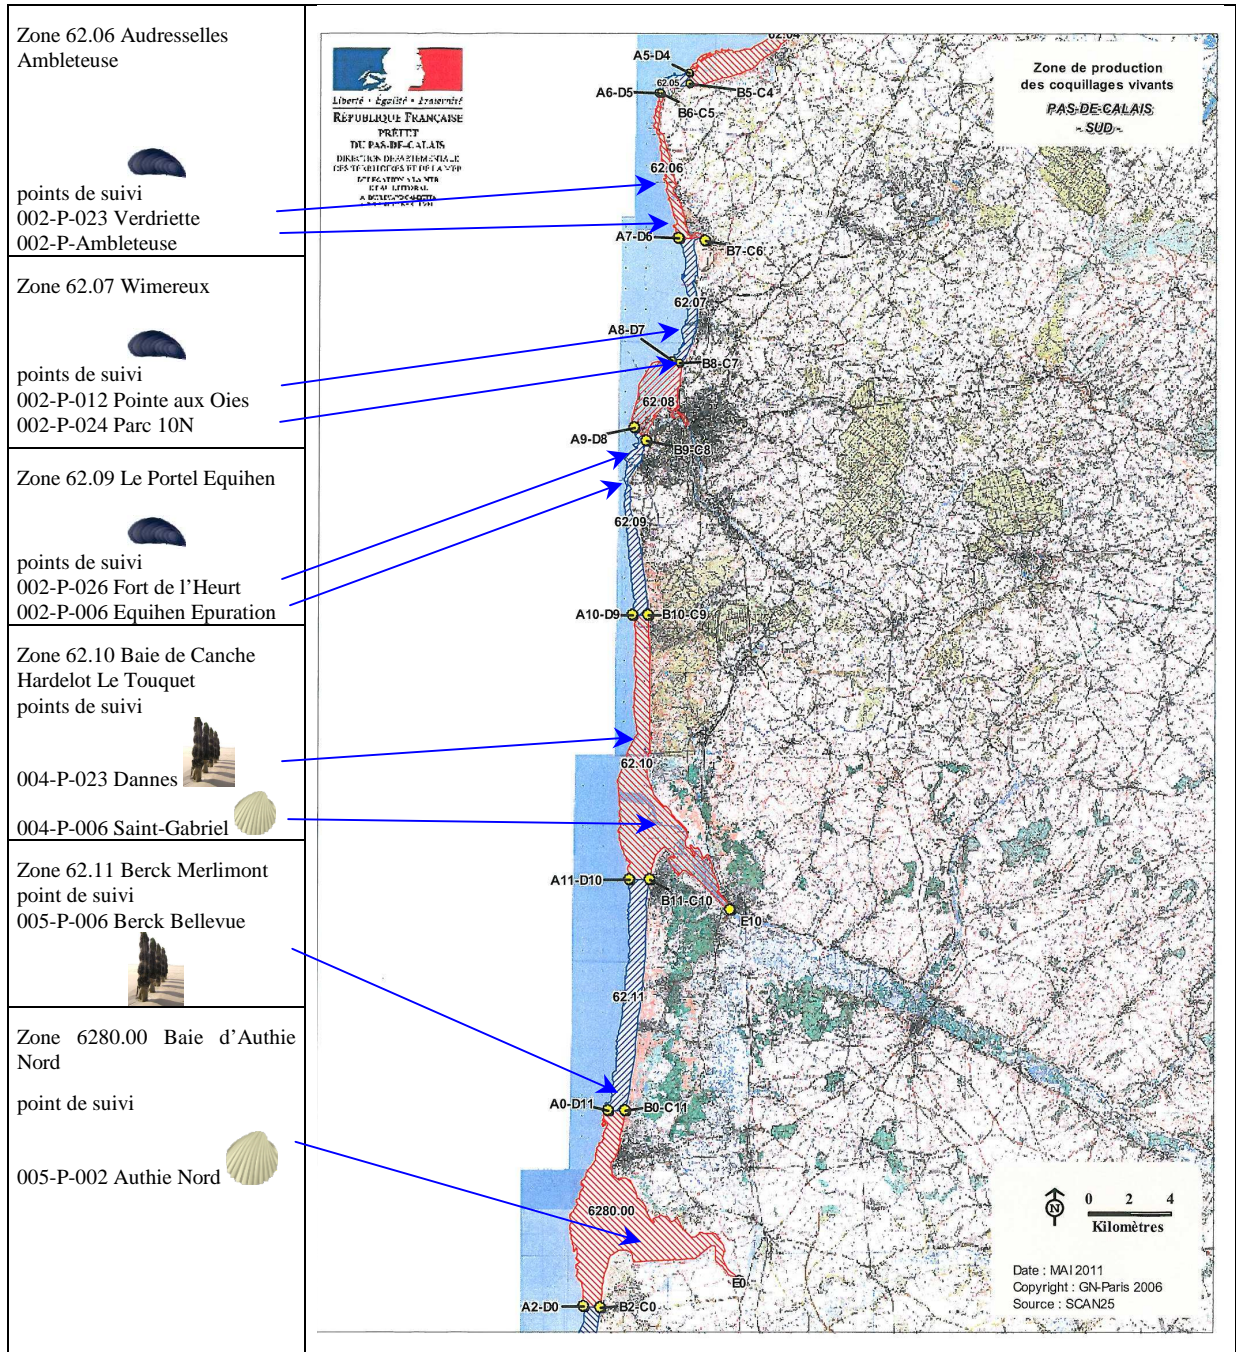 Zone 62.06 Audresselles
Ambleteuse
points de suivi
002-P-023 Verdriette
002-P-Ambleteuse
Zone 62.07 Wimereux
points de suivi
002-P-012 Pointe aux Oies
002-P-024 Parc 10N
Zone 62.09 Le Portel Equihen
points de suivi
002-P-026 Fort de l’Heurt
002-P-006 Equihen Epuration
Zone 62.10 Baie de Canche
Hardelot Le Touquet
points de suivi
004-P-023 Dannes
004-P-006 Saint-Gabriel
Zone 62.11 Berck Merlimont
point de suivi
005-P-006 Berck Bellevue
Zone 6280.00 Baie d’Authie
Nord
point de suivi
005-P-002 Authie Nord
Liberté • Égalité • Fraternité
RÉPUBLIQUE FRANÇAISE
PRÉFET
DU PAS-DE-CALAIS
Zone de production
des coquillages vivants
PAS-DE-CALAIS
- SUD -
62.04
A5-D4
62.05
B5-C4
A6-D5
B6-C5
62.06
A7-D6
B7-C6
62.07
A8-D7
B8-C7
62.08
A9-D8
B9-C8
62.09
A10-D9
B10-C9
62.10
A11-D10
B11-C10
E10
62.11
A0-D11
B0-C11
6280.00
E0
A2-D0
B2-C0
N
0 2 4
Kilomètres
Date : MAI 2011
Copyright : GN-Paris 2006
Source : SCAN25